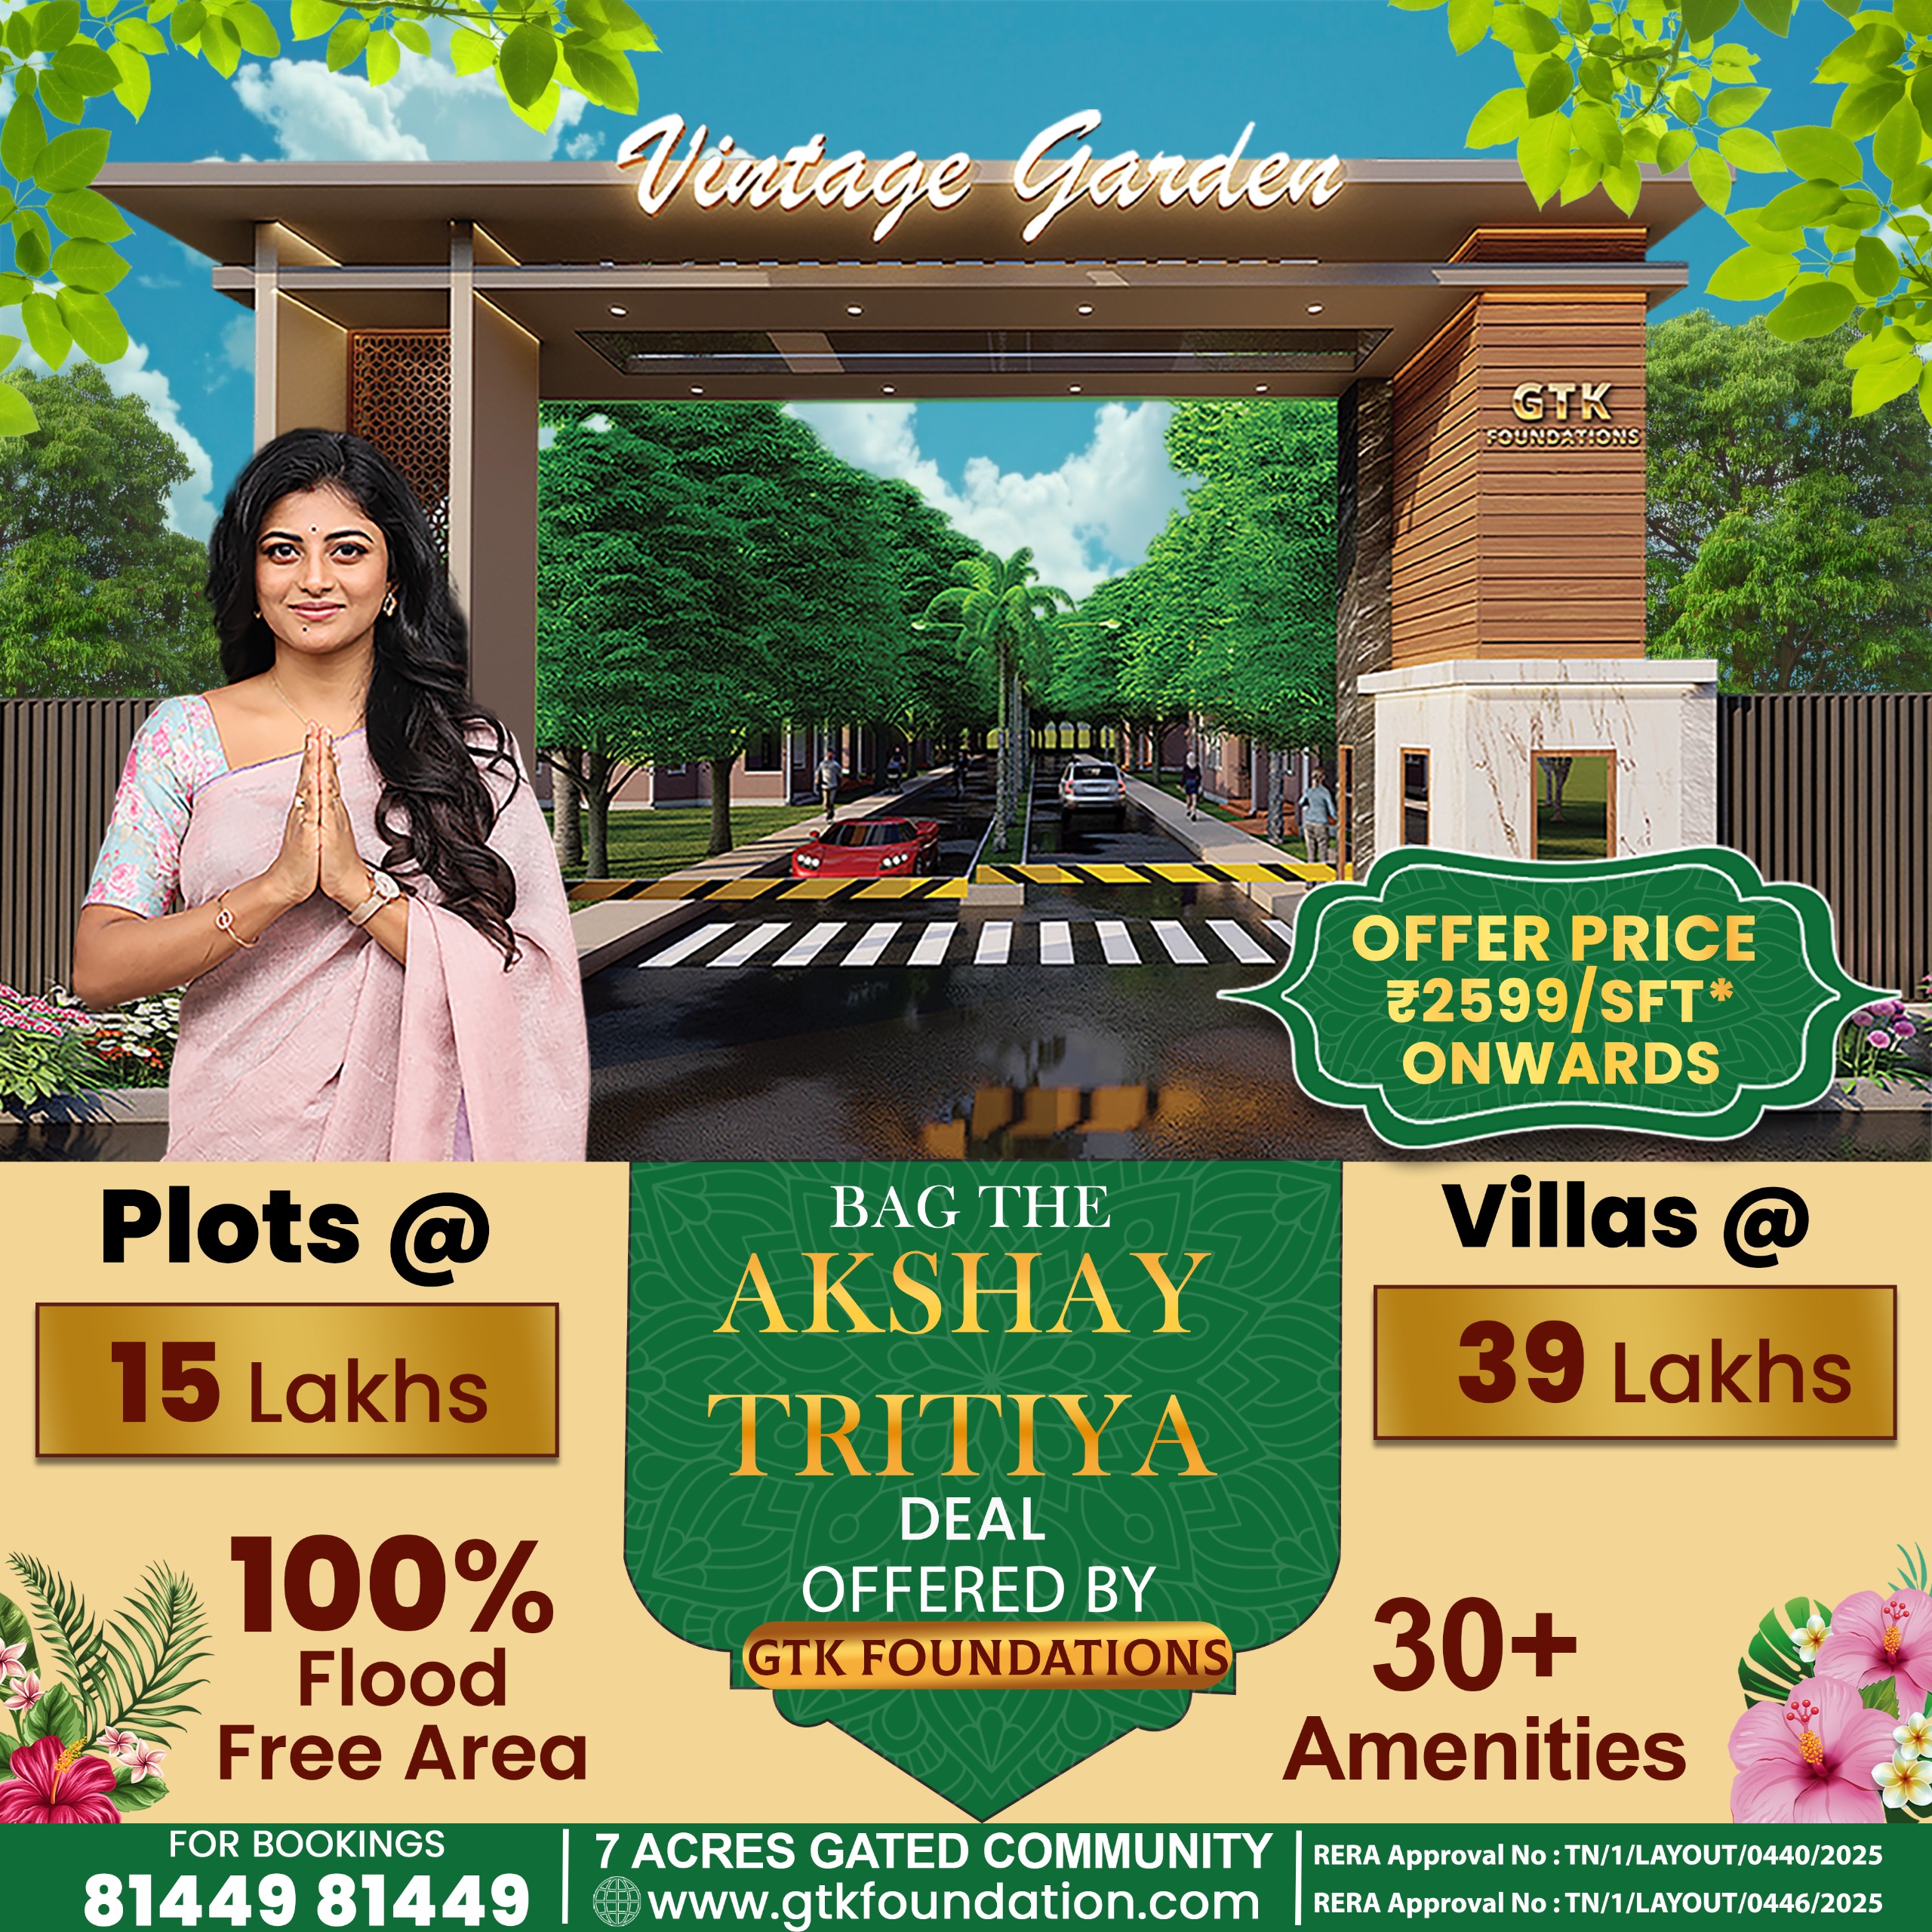 Vintage Garden
GTK
FOUNDATIONS
OFFER PRICE
₹2599/SFT*
ONWARDS
Plots @
15 Lakhs
100%
Flood
Free Area
BAG THE
AKSHAY
TRITIYA
DEAL
OFFERED BY
GTK FOUNDATIONS
Villas @
39 Lakhs
30+
Amenities
FOR BOOKINGS
81449 81449
7 ACRES GATED COMMUNITY
www.gtkfoundation.com
RERA Approval No : TN/1/LAYOUT/0440/2025
RERA Approval No : TN/1/LAYOUT/0446/2025